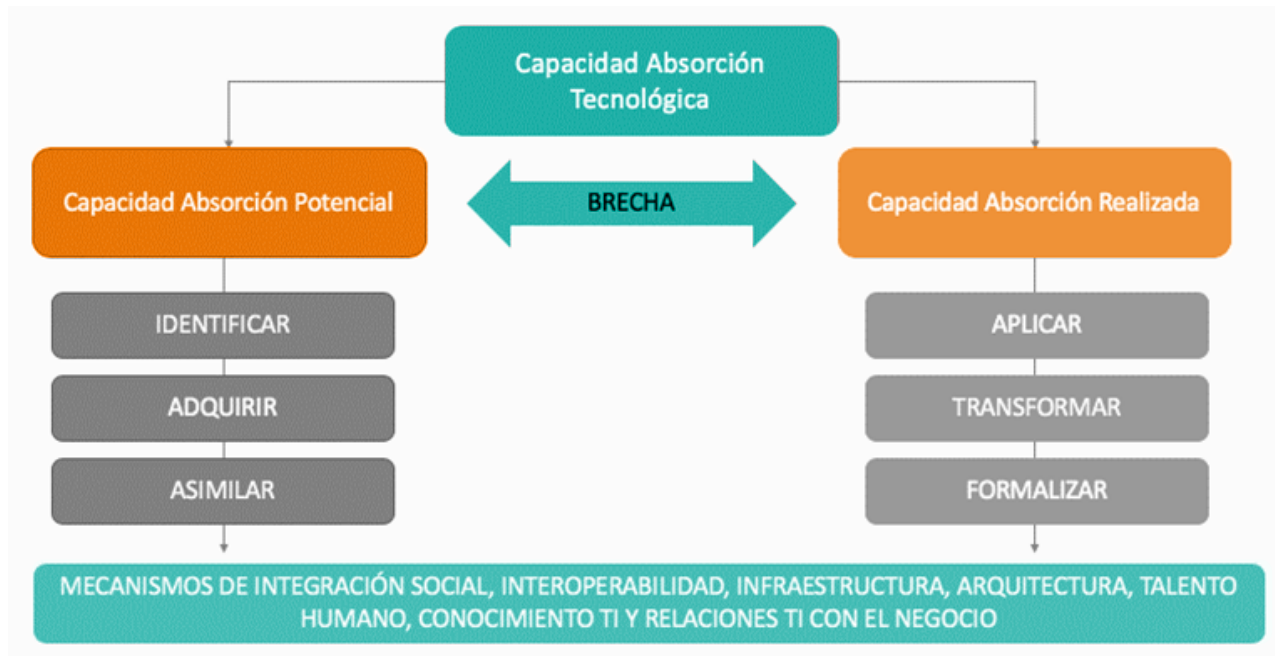 Capacidad Absorción
Tecnológica
Capacidad Absorción Potencial
BRECHA
Capacidad Absorción Realizada
IDENTIFICAR
APLICAR
ADQUIRIR
TRANSFORMAR
ASIMILAR
FORMALIZAR
MECANISMOS DE INTEGRACIÓN SOCIAL, INTEROPERABILIDAD, INFRAESTRUCTURA, ARQUITECTURA, TALENTO
HUMANO, CONOCIMIENTO TI Y RELACIONES TI CON EL NEGOCIO